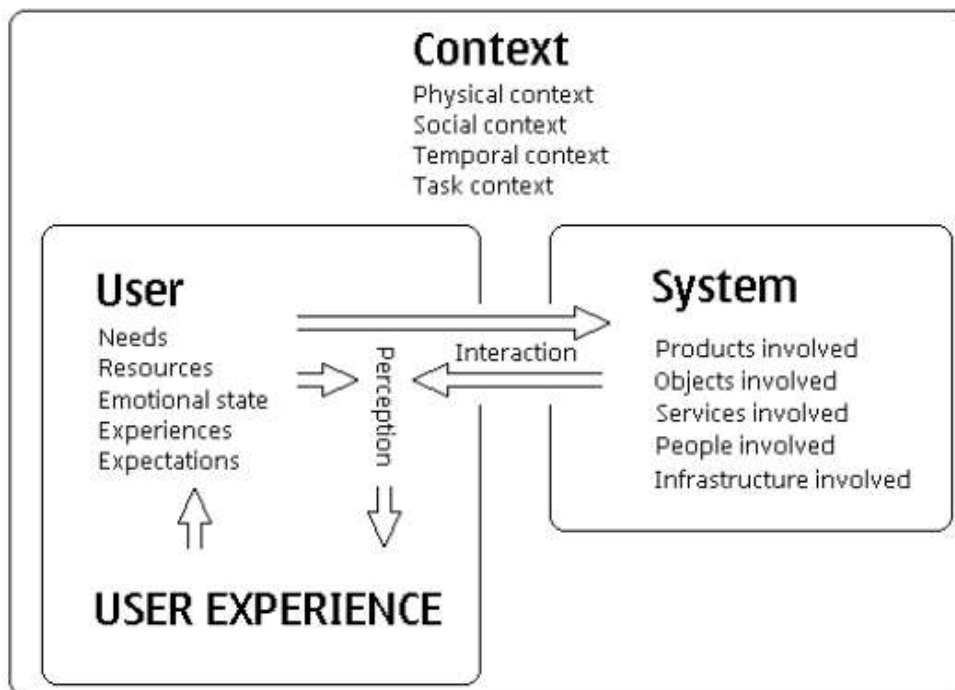 Context
Physical context
Social context
Temporal context
Task context
User
Needs
Resources
Emotional state
Experiences
Expectations
Perception
Interaction
System
Products involved
Objects involved
Services involved
People involved
Infrastructure involved
USER EXPERIENCE